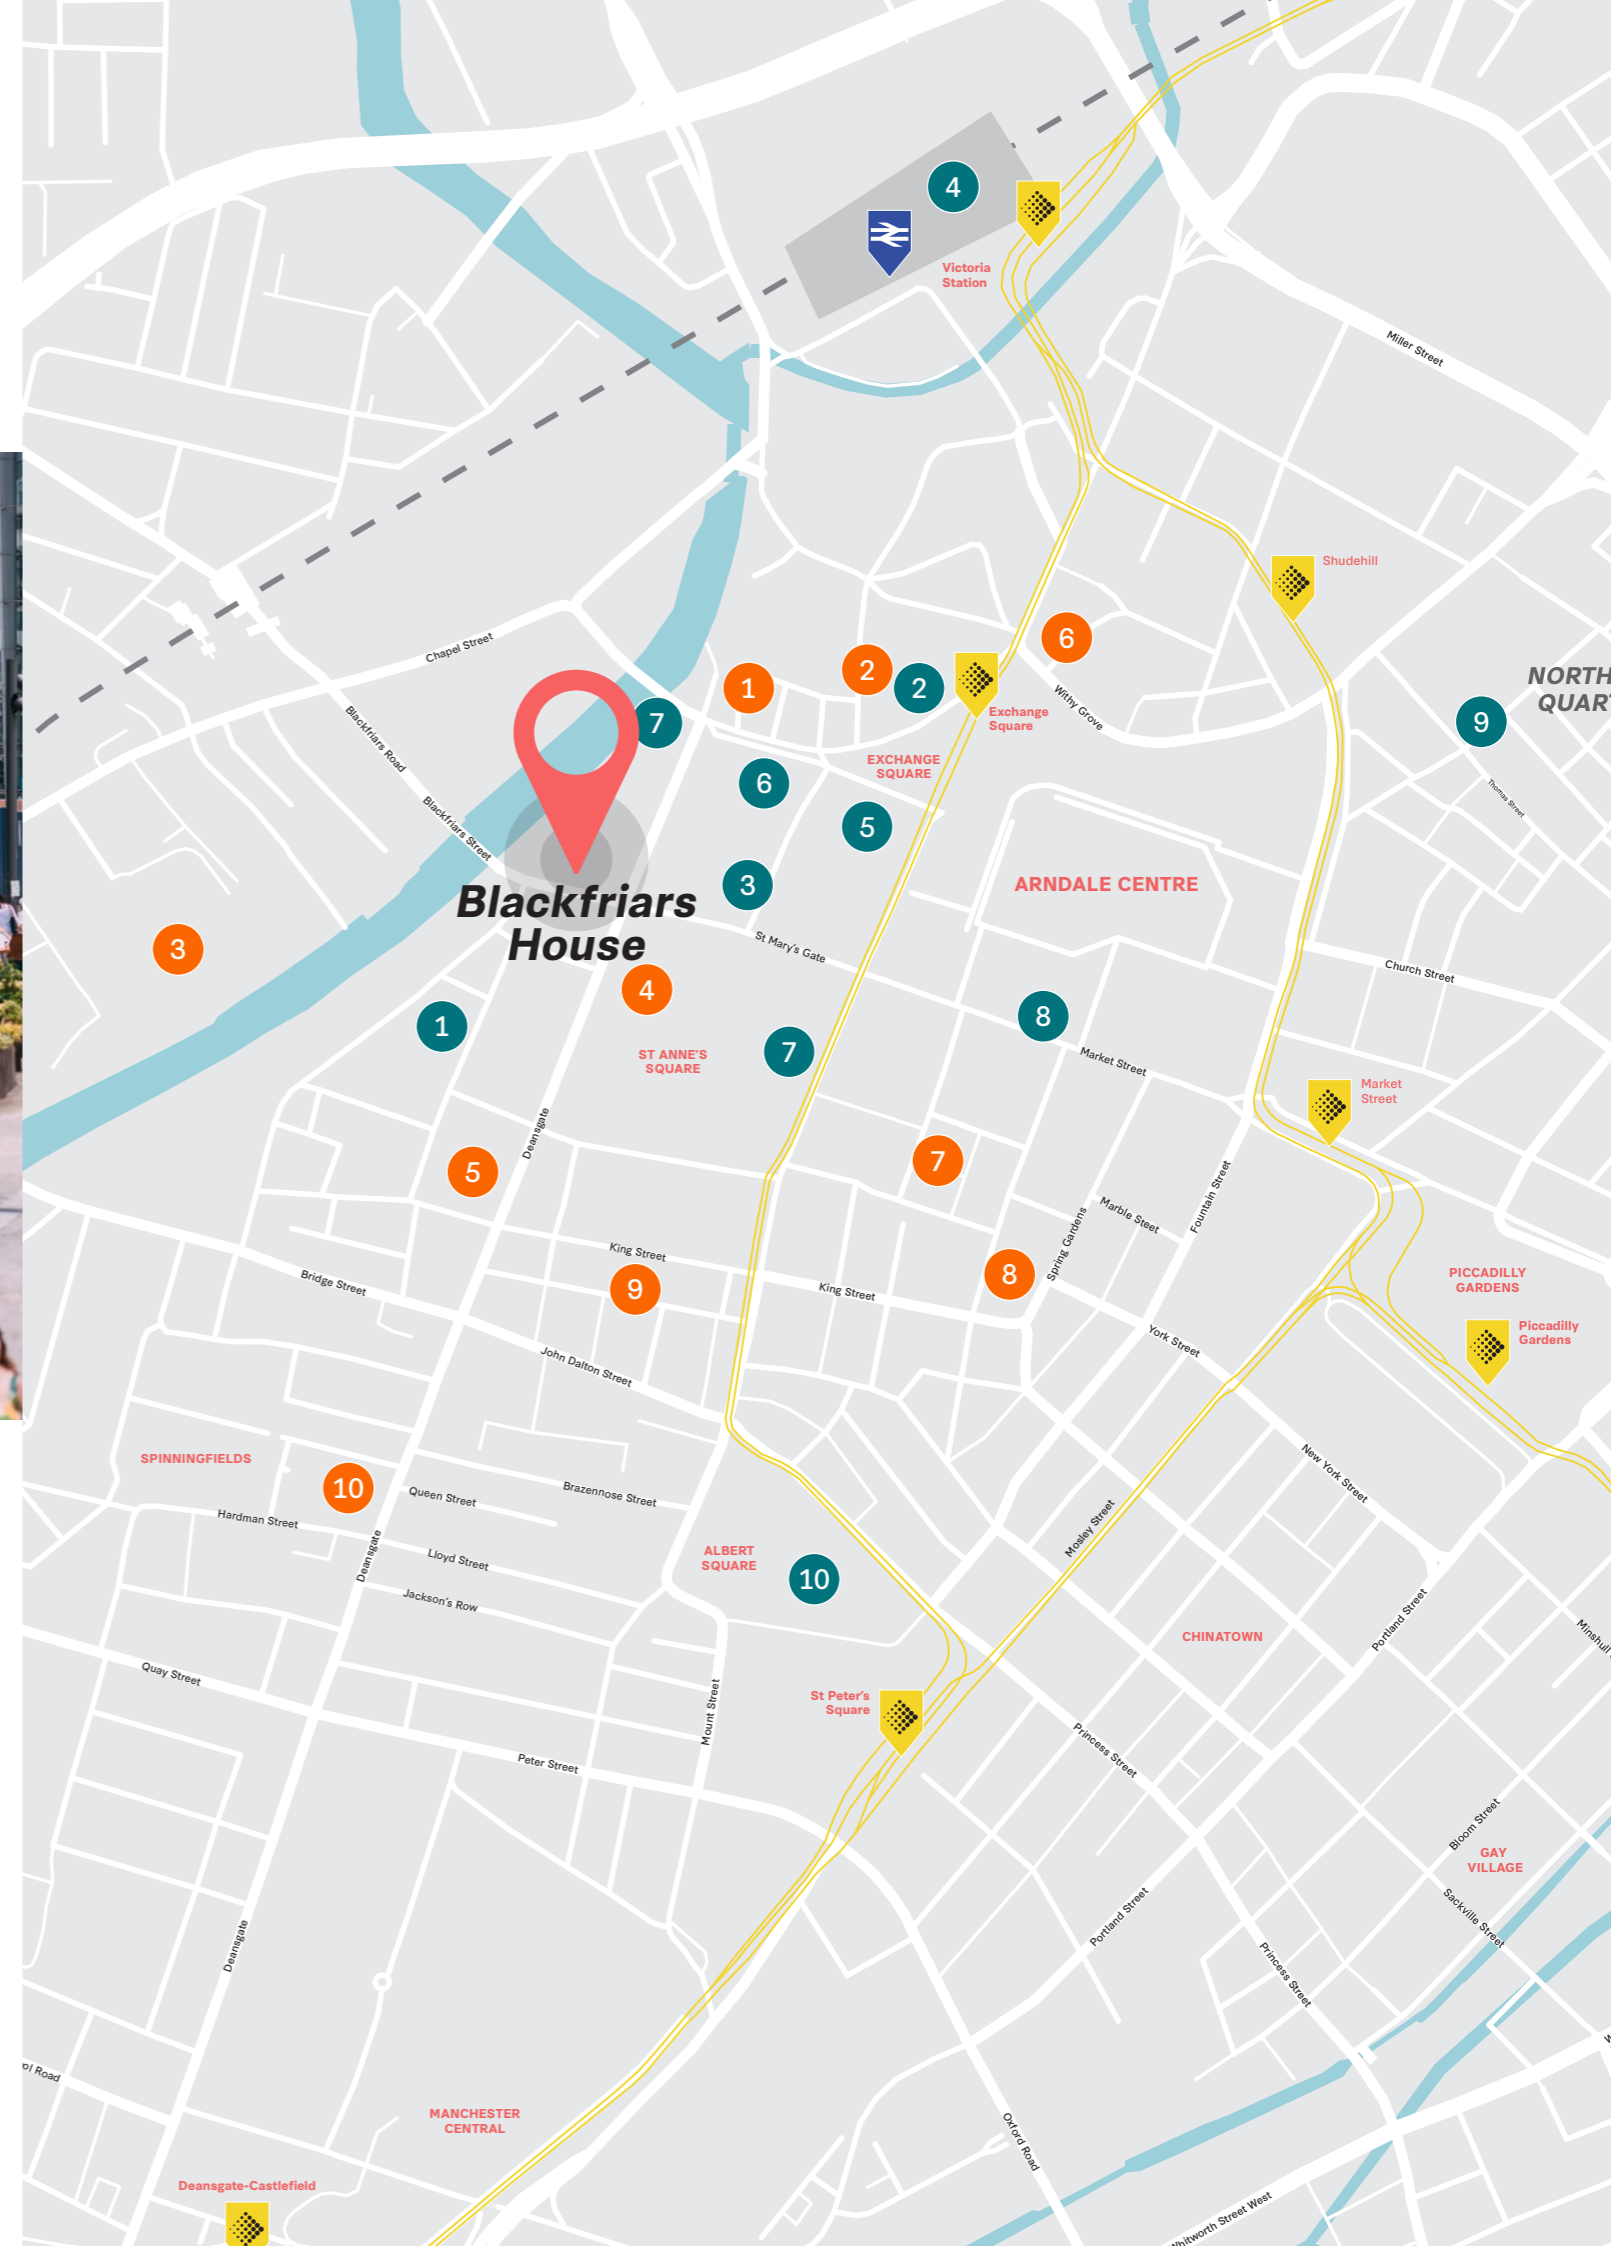 4
Victoria
Station
Miller Street
Shudehill
Chapel Street
6
1
2
2
Exchange
Square
Withy Grove
NORTH
QUAR
9
Thomas Street
Blackfriars Road
7
EXCHANGE
SQUARE
6
5
Blackfriars Street
3
ARNDALE CENTRE
Blackfriars
House
St Mary's Gate
3
4
Church Street
1
8
ST ANNE'S
SQUARE
7
Market Street
Market
Street
Deansgate
5
7
Fountain Street
Marble Steet
Spring Gardens
King Street
9
King Street
8
PICCADILLY
GARDENS
Bridge Street
Piccadilly
Gardens
York Street
John Dalton Street
SPINNINGFIELDS
10
Queen Street
Brazennose Street
New York Street
Hardman Street
Deansgate
Lloyd Street
Jackson's Row
ALBERT
SQUARE
10
Mosley Street
Portland Street
CHINATOWN
Minshull
Quay Street
Mount Street
St Peter's
Square
Princess Street
Peter Street
Bloom Street
GAY
VILLAGE
Sackville Street
Portland Street
Deansgate
Princess Street
ol Road
MANCHESTER
CENTRAL
Oxford Road
Deansgate-Castlefield
Whitworth Street West